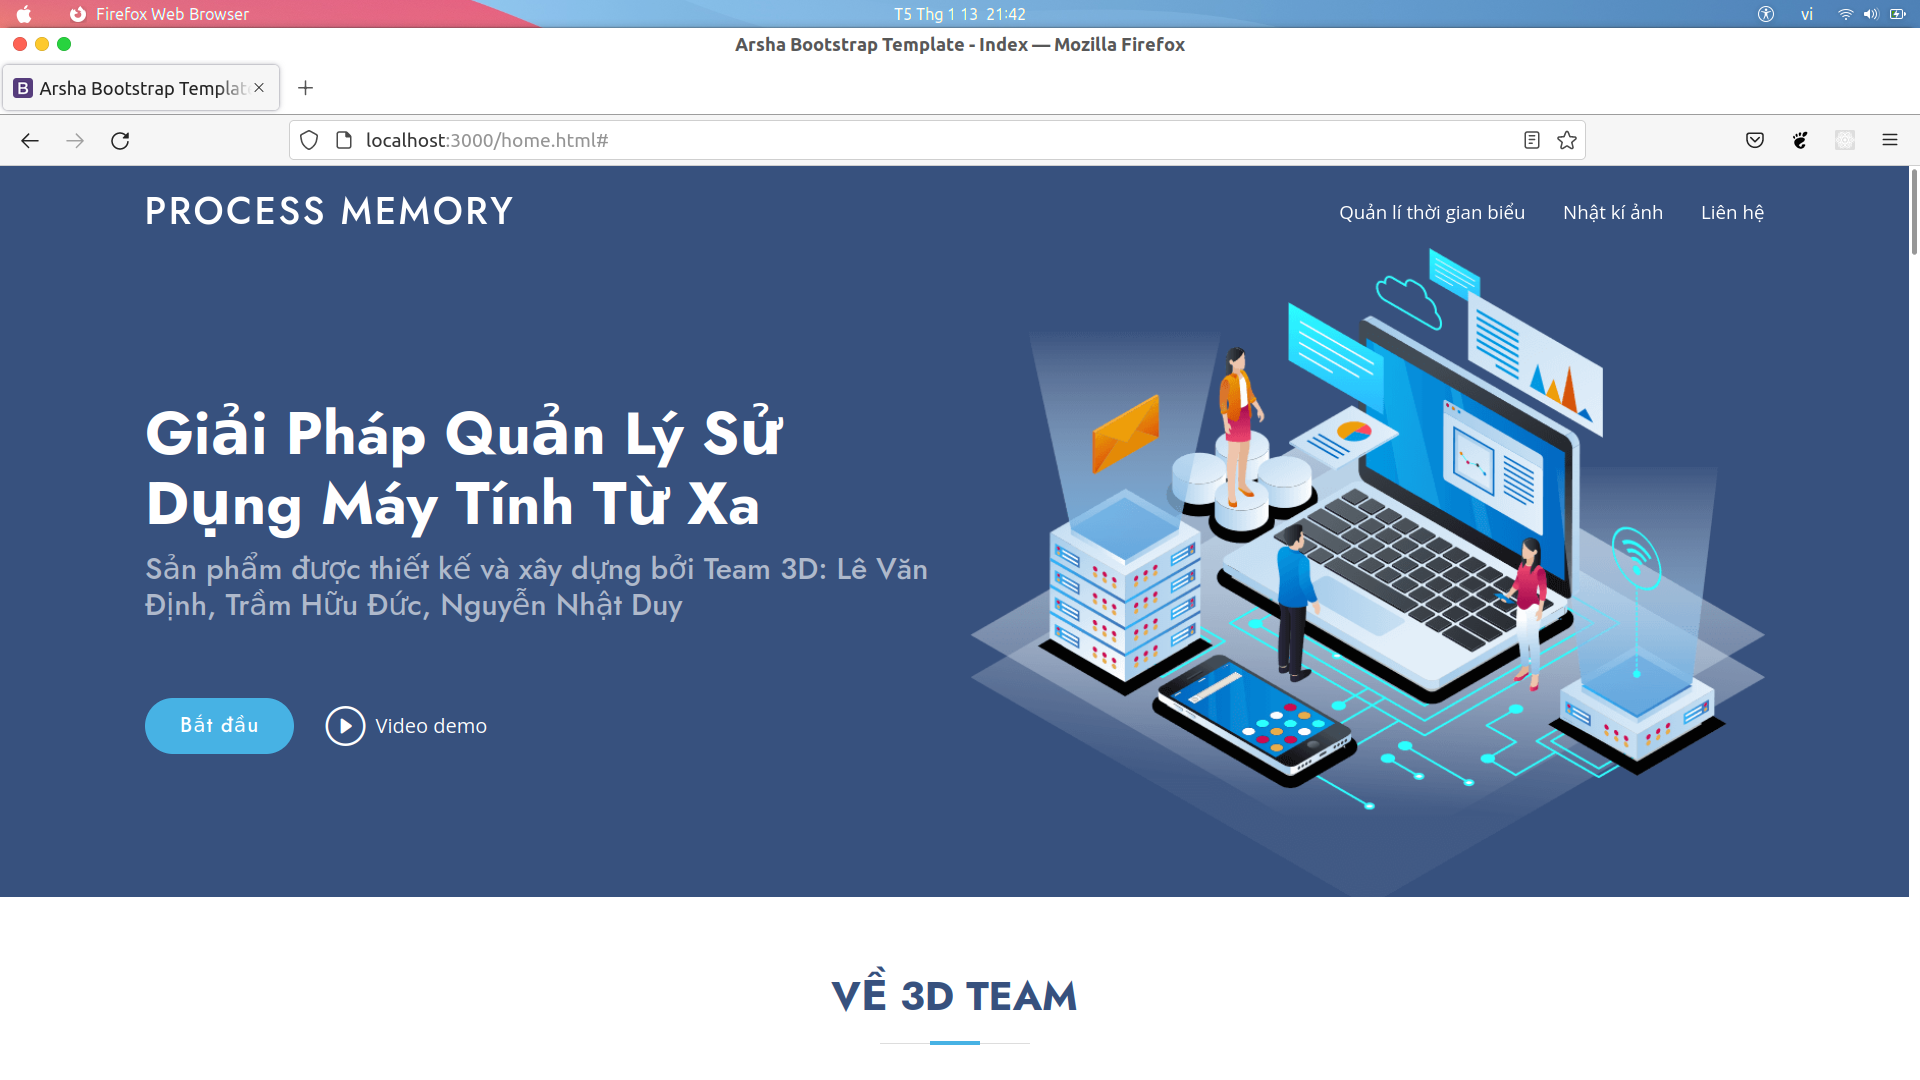 Firefox Web Browser
T5 Thg 1 13 21:42
vi
Arsha Bootstrap Template - Index — Mozilla Firefox
B Arsha Bootstrap Template
localhost:3000/home.html#
PROCESS MEMORY
Quản lí thời gian biểu
Nhật kí ảnh
Liên hệ
Giải Pháp Quản Lý Sử
Dụng Máy Tính Từ Xa
Sản phẩm được thiết kế và xây dựng bởi Team 3D: Lê Văn
Định, Trầm Hữu Đức, Nguyễn Nhật Duy
Bắt đầu
Video demo
VỀ 3D TEAM